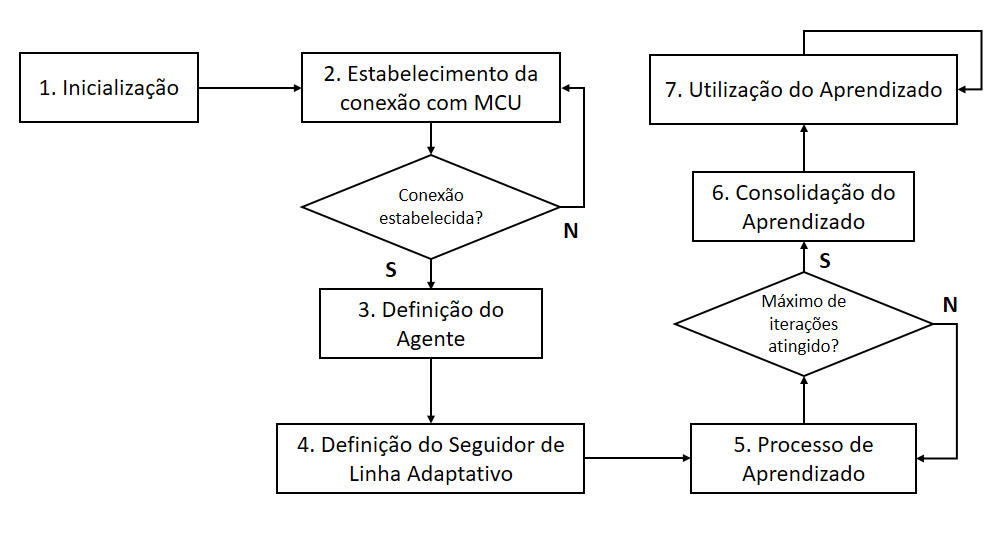 1. Inicialização
2. Estabelecimento da
conexão com MCU
Conexão
estabelecida?
N
S
3. Definição do
Agente
4. Definição do Seguidor de
Linha Adaptativo
5. Processo de
Aprendizado
Máximo de
iterações
atingido?
N
S
6. Consolidação do
Aprendizado
7. Utilização do Aprendizado